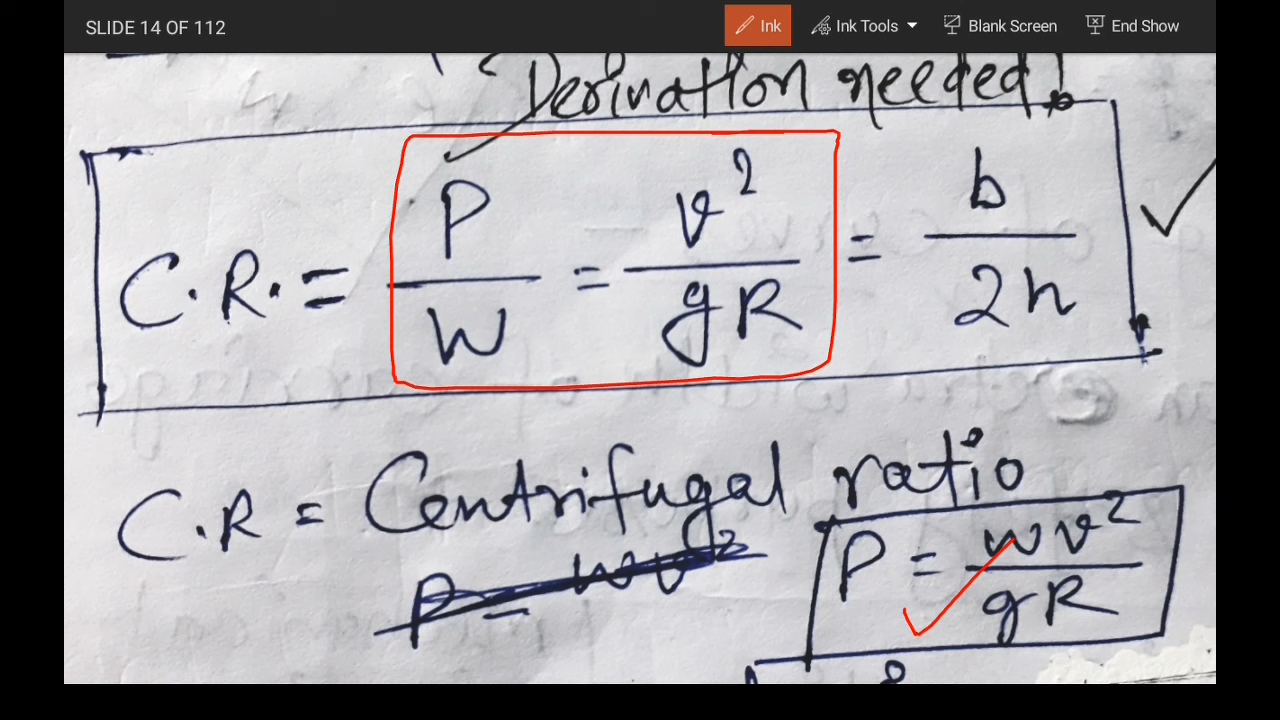 SLIDE 14 OF 112 Ink Ink Tools Blank Screen End Show
Derivation needed!
C.R. = P/W = v²/gR = b/2h
C.R = Centrifugal ratio
P = wv²
P = wv²/gR